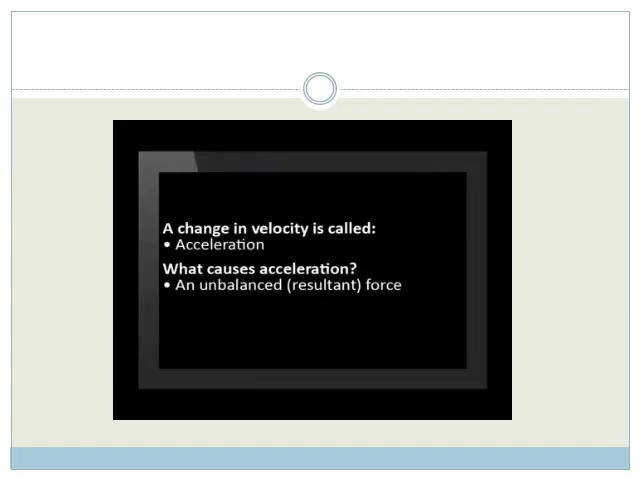 A change in velocity is called:
• Acceleration
What causes acceleration?
• An unbalanced (resultant) force